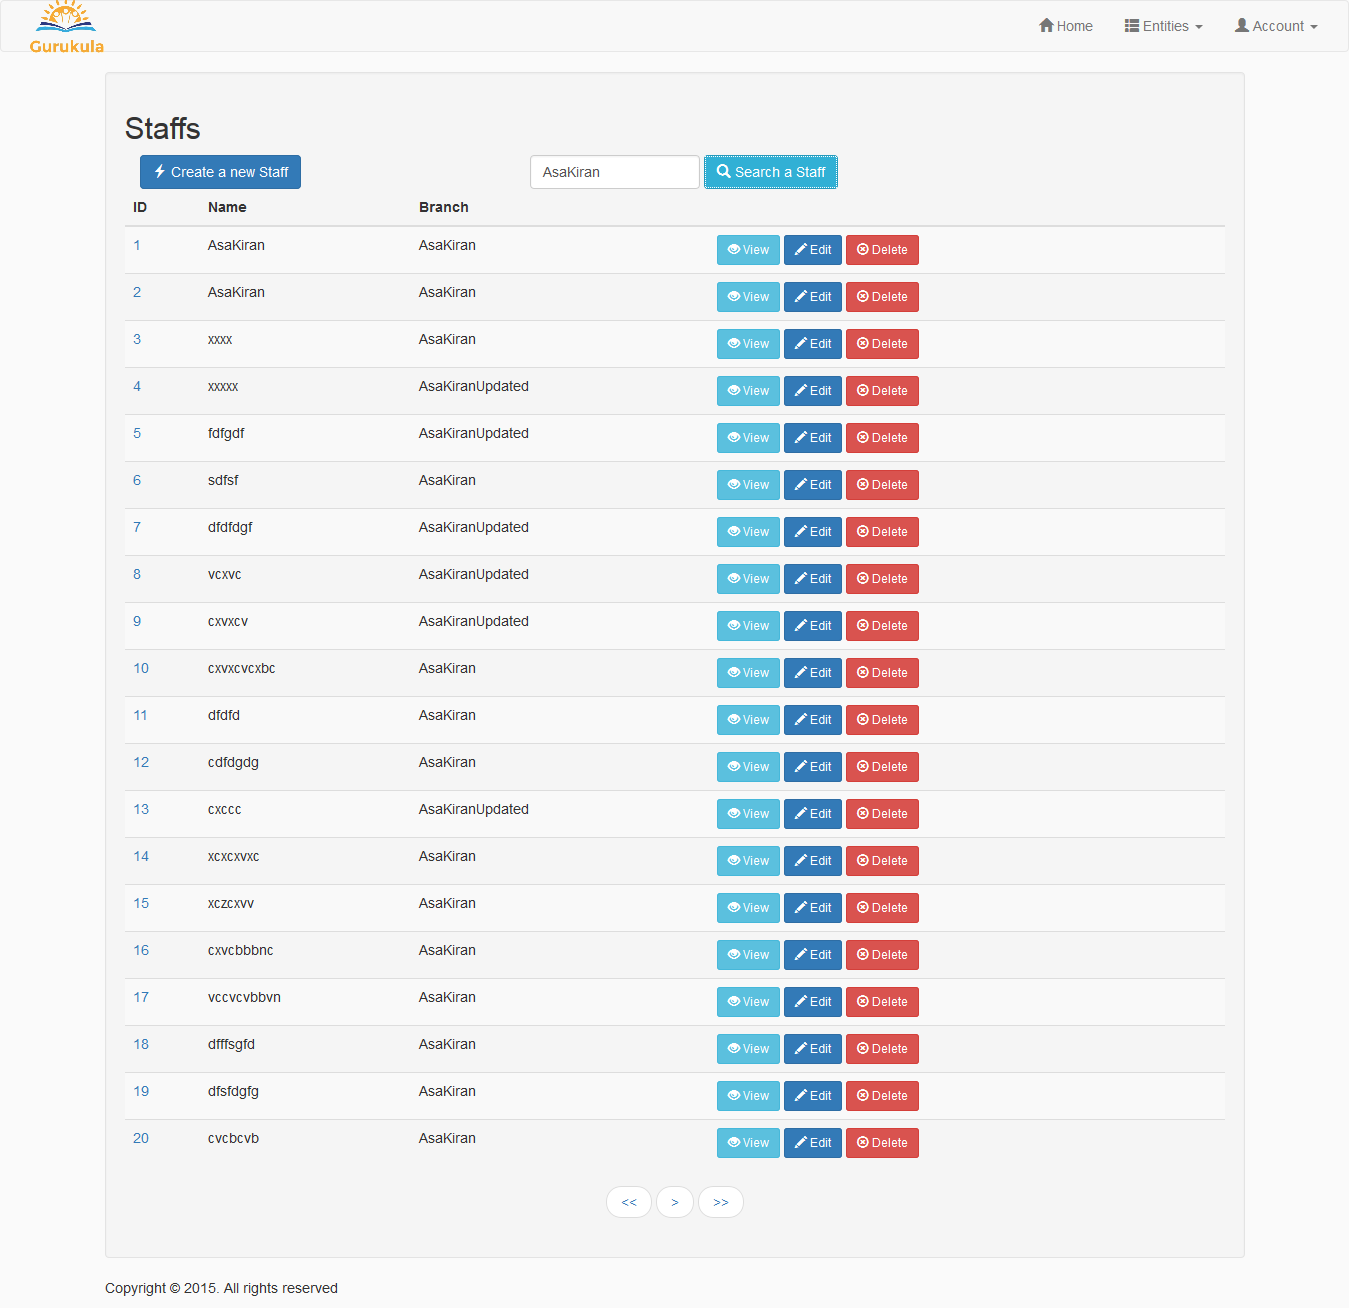 Gurukula
Home Entities Account
Staffs
Create a new Staff AsaKiran Search a Staff
ID Name Branch
1 AsaKiran AsaKiran View Edit Delete
2 AsaKiran AsaKiran View Edit Delete
3 xxxx AsaKiran View Edit Delete
4 xxxxx AsaKiranUpdated View Edit Delete
5 fdfgdf AsaKiranUpdated View Edit Delete
6 sdfsf AsaKiran View Edit Delete
7 dfdfdgf AsaKiranUpdated View Edit Delete
8 vcxvc AsaKiranUpdated View Edit Delete
9 cxvxcv AsaKiranUpdated View Edit Delete
10 cxvxcvcxbc AsaKiran View Edit Delete
11 dfdfd AsaKiran View Edit Delete
12 cdfdgdg AsaKiran View Edit Delete
13 cxccc AsaKiranUpdated View Edit Delete
14 xcxcxvxc AsaKiran View Edit Delete
15 xczcxvv AsaKiran View Edit Delete
16 cxvcbbbnc AsaKiran View Edit Delete
17 vccvcvbbvn AsaKiran View Edit Delete
18 dfffsgfd AsaKiran View Edit Delete
19 dfsfdgfg AsaKiran View Edit Delete
20 cvcbcvb AsaKiran View Edit Delete
<< > >>
Copyright © 2015. All rights reserved